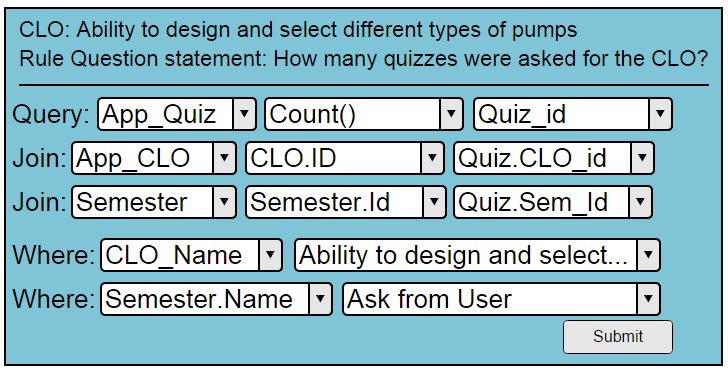 CLO: Ability to design and select different types of pumps
Rule Question statement: How many quizzes were asked for the CLO?
Query: App_Quiz Count() Quiz_id
Join: App_CLO CLO.ID Quiz.CLO_id
Join: Semester Semester.Id Quiz.Sem_Id
Where: CLO_Name Ability to design and select...
Where: Semester.Name Ask from User
Submit